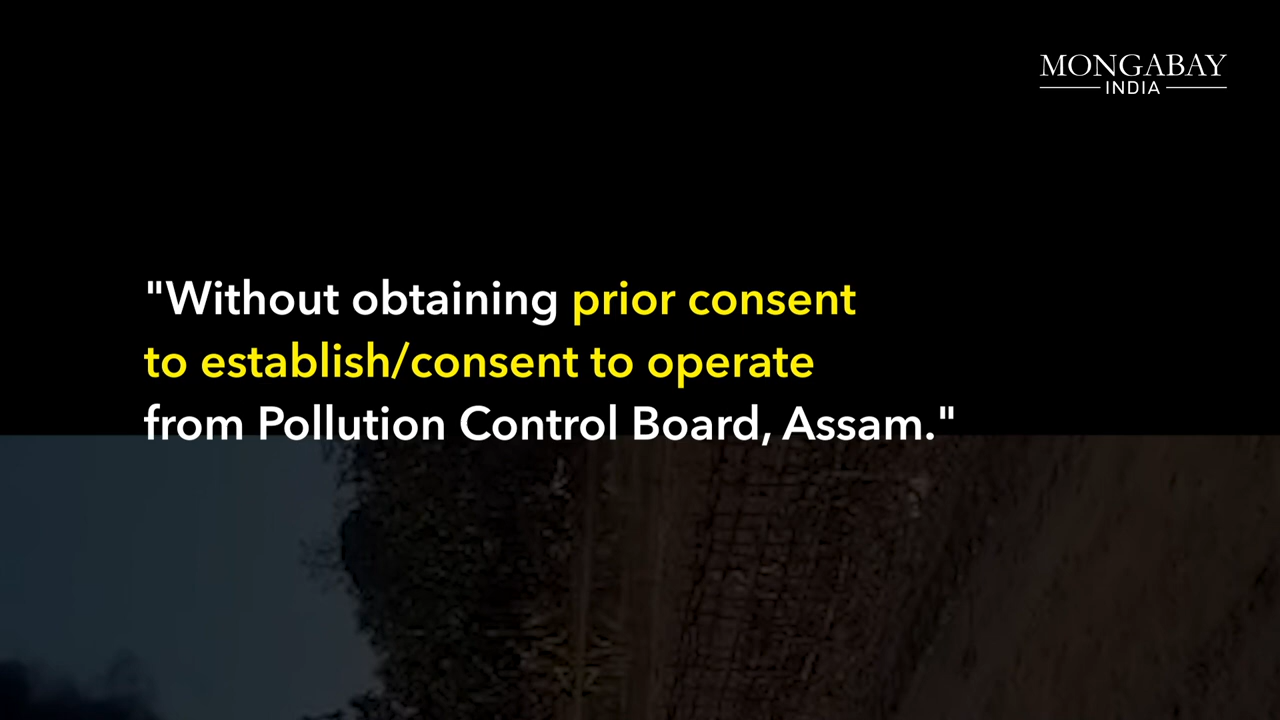 MONGABAY
INDIA
"Without obtaining prior consent
to establish/consent to operate
from Pollution Control Board, Assam."